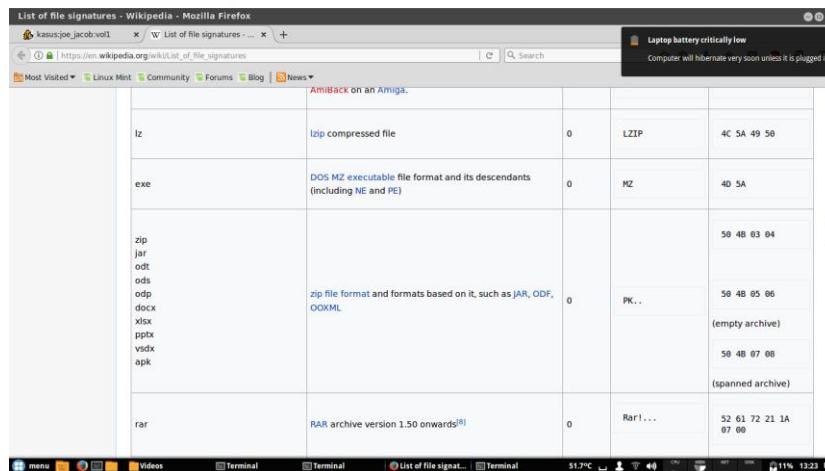 List of file signatures - Wikipedia - Mozilla Firefox
kasus:joe_jacob:vol1 x W List of file signatures - ... x +
Laptop battery critically low
Computer will hibernate very soon unless it is plugged i
https://en.wikipedia.org/wiki/List_of_file_signatures Search
Most Visited Linux Mint Community Forums Blog News
AmiBack on an Amiga.
lz lzip compressed file 0 LZIP 4C 5A 49 50
exe DOS MZ executable file format and its descendants (including NE and PE) 0 MZ 4D 5A
zip
jar
odt
ods
odp
docx
xlsx
pptx
vsdx
apk
zip file format and formats based on it, such as JAR, ODF,
OOXML
0
PK..
50 4B 03 04
50 4B 05 06
(empty archive)
50 4B 07 08
(spanned archive)
rar RAR archive version 1.50 onwards[8] 0 Rar!... 52 61 72 21 1A
07 00
menu Videos Terminal Terminal List of file signat... Terminal 51.7°C 11% 13:23